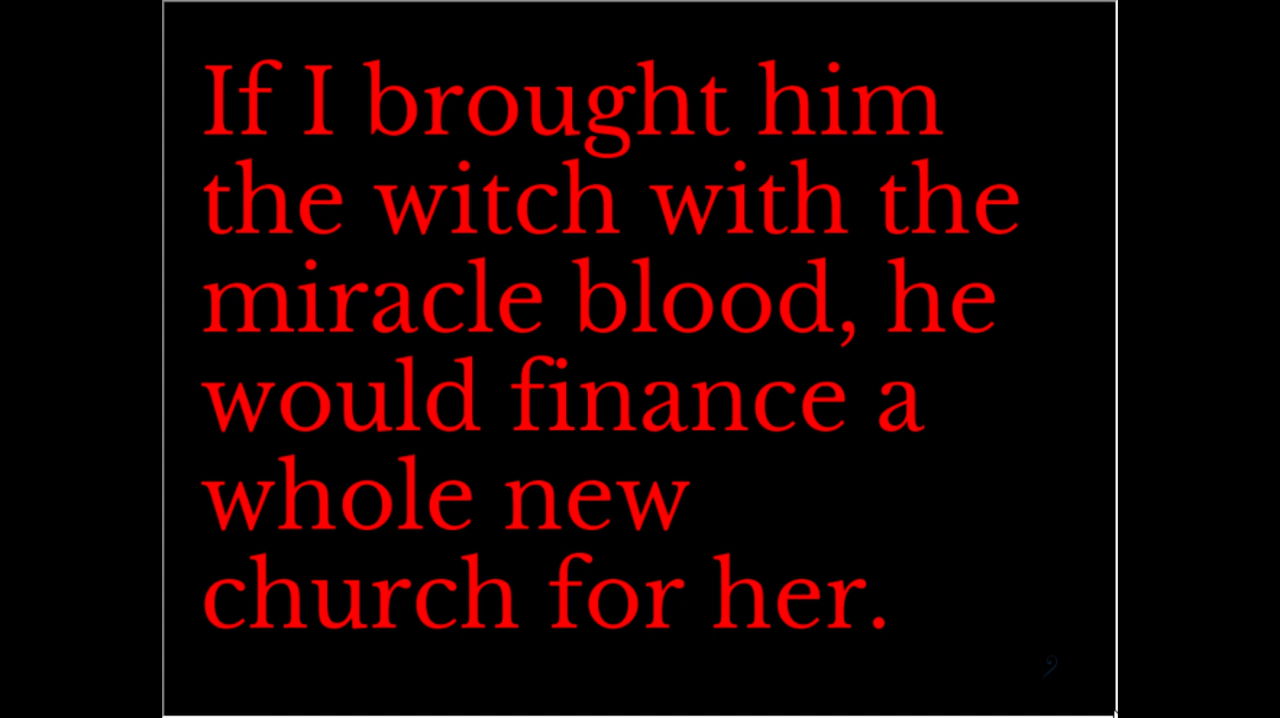 If I brought him
the witch with the
miracle blood, he
would finance a
whole new
church for her.